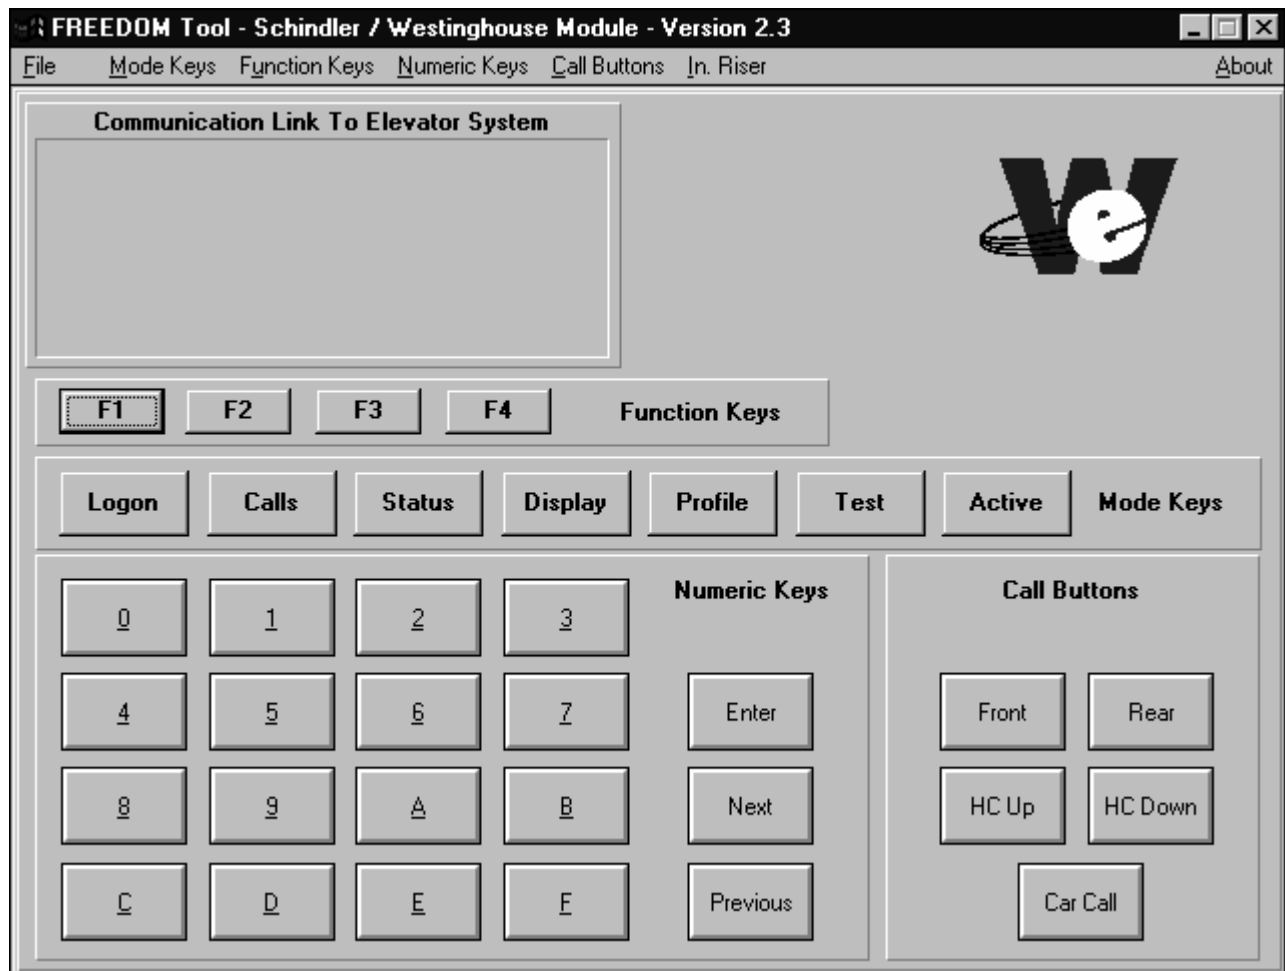 FREEDOM Tool - Schindler / Westinghouse Module - Version 2.3
File Mode Keys Function Keys Numeric Keys Call Buttons In. Riser About
Communication Link To Elevator System
We
F1 F2 F3 F4 Function Keys
Logon Calls Status Display Profile Test Active Mode Keys
Numeric Keys Call Buttons
0 1 2 3
4 5 6 7 Enter Front Rear
8 9 A B Next HC Up HC Down
C D E F Previous Car Call